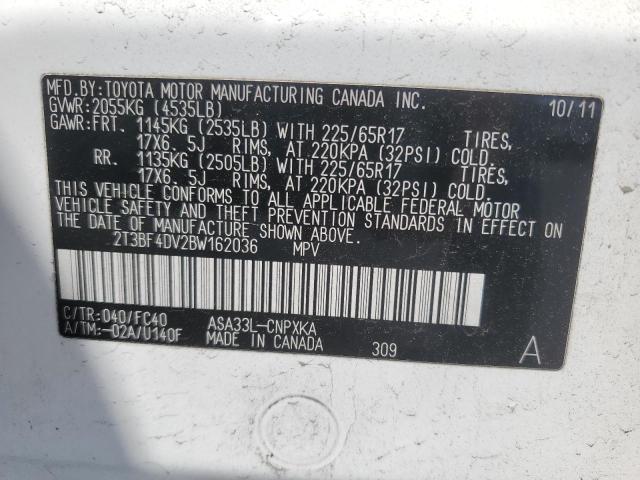 MFD.BY:TOYOTA MOTOR MANUFACTURING CANADA INC. 10/11
GVWR:2055KG (4535LB)
GAWR:FRT. 1145KG (2535LB) WITH 225/65R17 TIRES,
17X6. 5J RIMS, AT 220KPA (32PSI) COLD.
RR. 1135KG (2505LB) WITH 225/65R17 TIRES,
17X6. 5J RIMS, AT 220KPA (32PSI) COLD.
THIS VEHICLE CONFORMS TO ALL APPLICABLE FEDERAL MOTOR
VEHICLE SAFETY AND THEFT PREVENTION STANDARDS IN EFFECT ON
THE DATE OF MANUFACTURE SHOWN ABOVE.
2T3BF4DV2BW162036 MPV
C/TR:040/FC40 ASA33L-CNPXKA
A/TM:-02A/U140F MADE IN CANADA 309 A